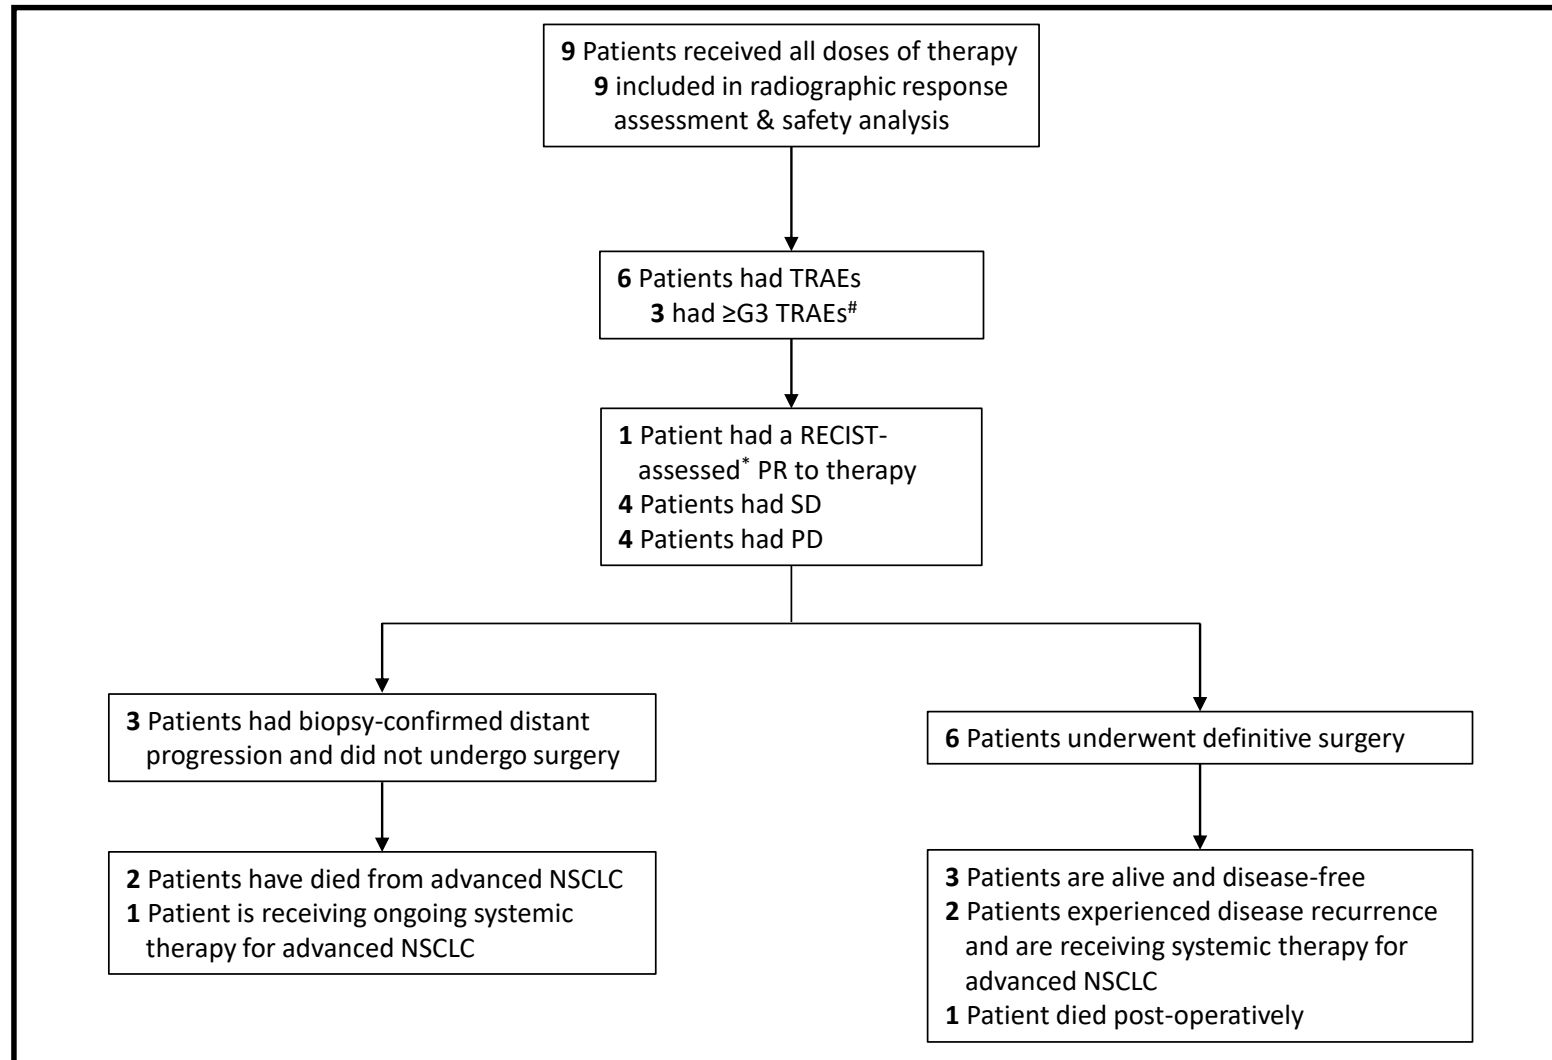 9 Patients received all doses of therapy
9 included in radiographic response
assessment & safety analysis
6 Patients had TRAEs
3 had ≥G3 TRAEs#
1 Patient had a RECIST-
assessed* PR to therapy
4 Patients had SD
4 Patients had PD
3 Patients had biopsy-confirmed distant
progression and did not undergo surgery
6 Patients underwent definitive surgery
2 Patients have died from advanced NSCLC
1 Patient is receiving ongoing systemic
therapy for advanced NSCLC
3 Patients are alive and disease-free
2 Patients experienced disease recurrence
and are receiving systemic therapy for
advanced NSCLC
1 Patient died post-operatively